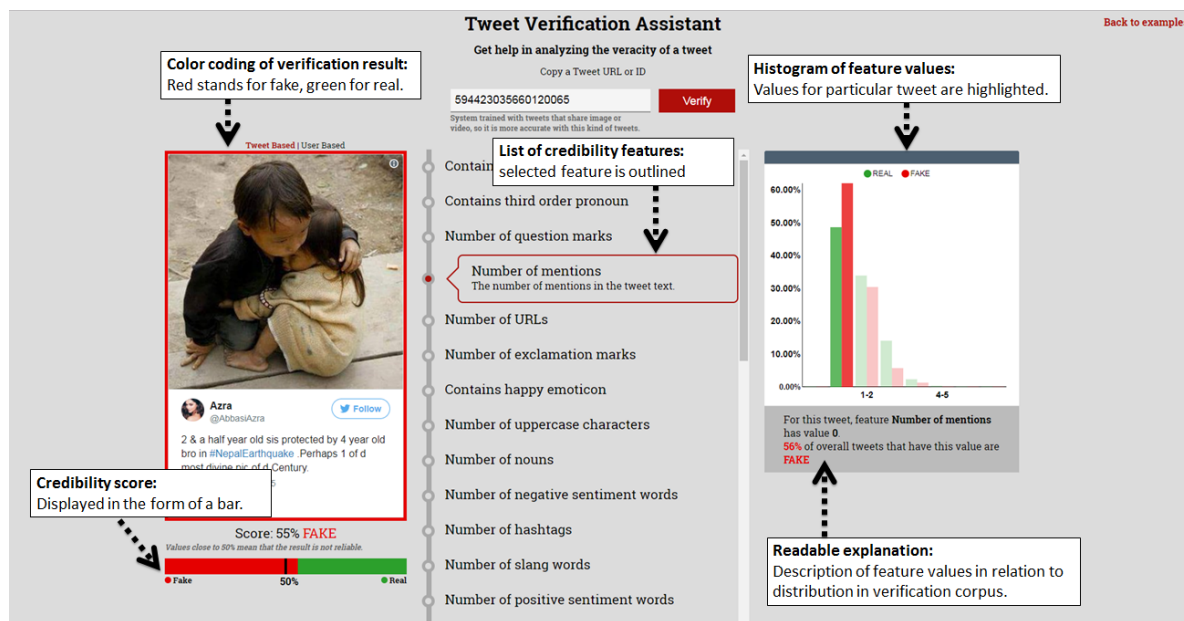 Tweet Verification Assistant
Back to example
Get help in analyzing the veracity of a tweet
Copy a Tweet URL or ID
594423035660120065
Verify
System trained with tweets that share image or
video, so it is more accurate with this kind of tweets.
Color coding of verification result:
Red stands for fake, green for real.
Histogram of feature values:
Values for particular tweet are highlighted.
List of credibility features:
selected feature is outlined
Tweet Based | User Based
Contain
Contains third order pronoun
Number of question marks
Number of mentions
The number of mentions in the tweet text.
Number of URLs
Number of exclamation marks
Contains happy emoticon
Number of uppercase characters
Number of nouns
Number of negative sentiment words
Number of hashtags
Number of slang words
Number of positive sentiment words
REAL FAKE
60.00%
50.00%
40.00%
30.00%
20.00%
10.00%
0.00%
1-2 4-5
For this tweet, feature Number of mentions
has value 0.
56% of overall tweets that have this value are
FAKE
Azra
@AbbasiAzra
Follow
2 & a half year old sis protected by 4 year old
bro in #NepalEarthquake .Perhaps 1 of d
most divine pic of d Century.
5
Credibility score:
Displayed in the form of a bar.
Score: 55% FAKE
Values close to 50% mean that the result is not reliable.
Fake 50% Real
Readable explanation:
Description of feature values in relation to
distribution in verification corpus.